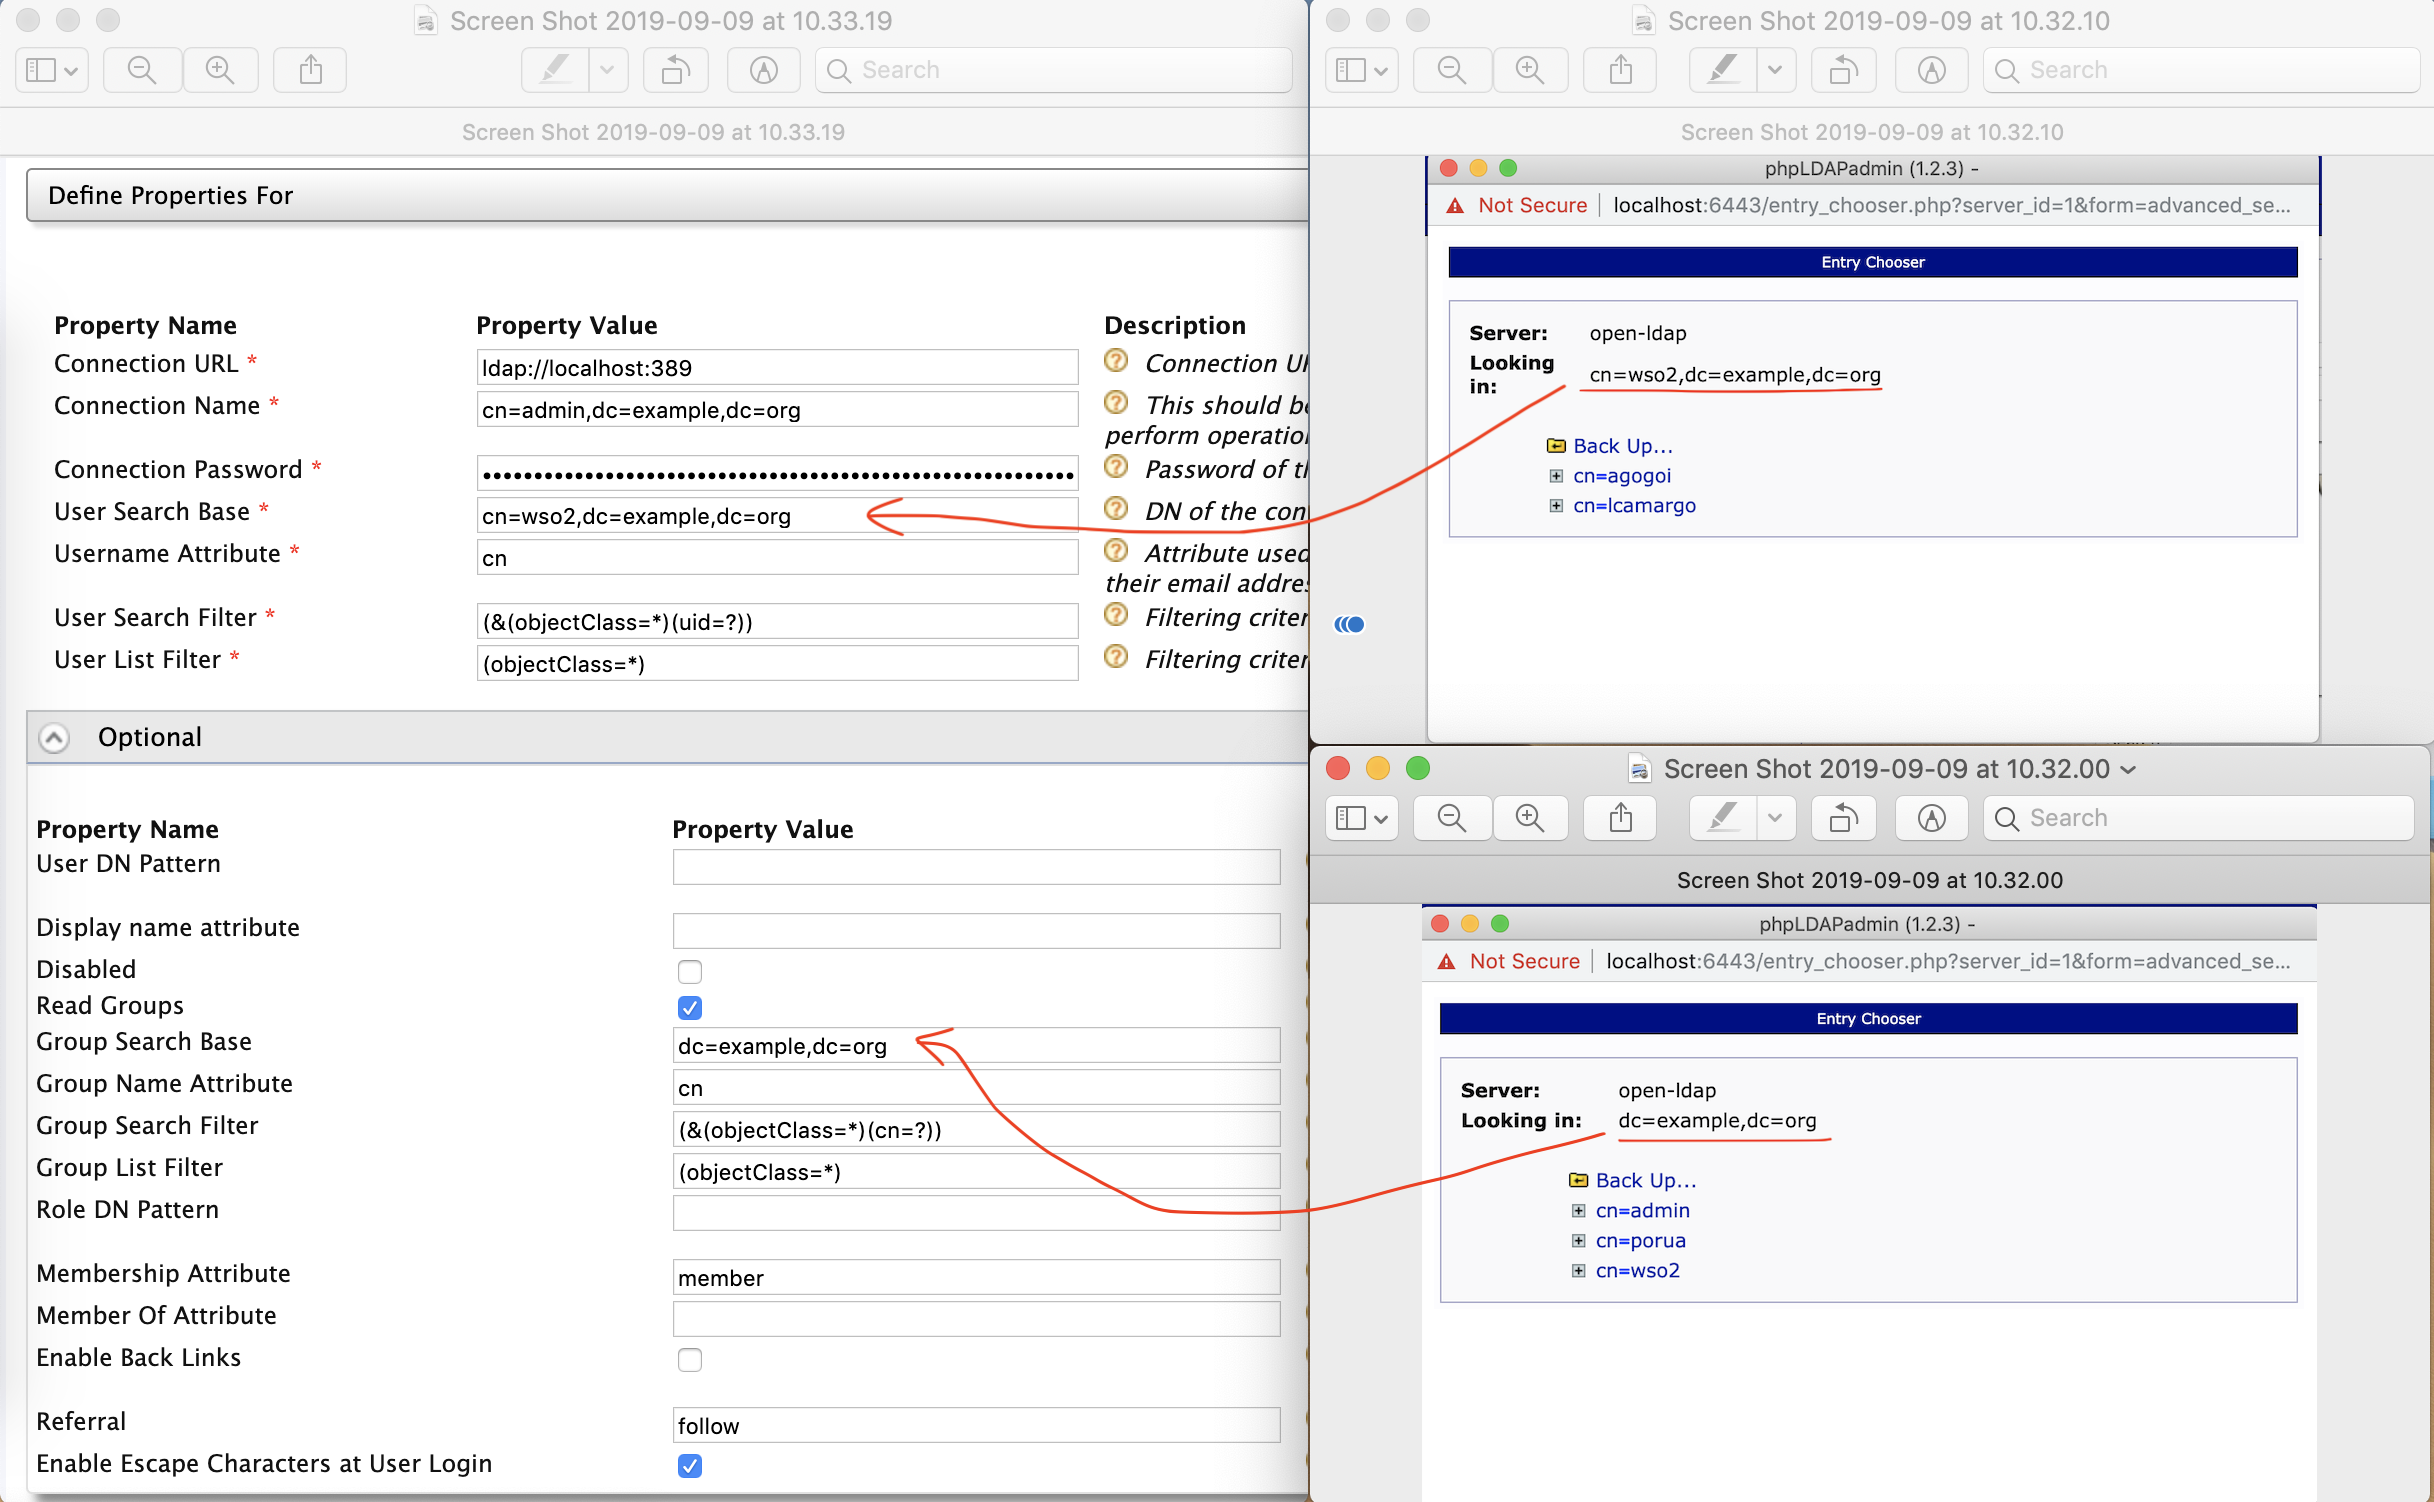 Screen Shot 2019-09-09 at 10.33.19
Search
Screen Shot 2019-09-09 at 10.33.19
Define Properties For
Property Name Property Value Description
Connection URL * ldap://localhost:389 Connection UR
Connection Name * cn=admin,dc=example,dc=org This should be
perform operation
Connection Password * •••••••••••••••••••••••••••••••••••••••••••••••••••••••••• Password of th
User Search Base * cn=wso2,dc=example,dc=org DN of the con
Username Attribute * cn Attribute used
their email addres
User Search Filter * (&(objectClass=*)(uid=?)) Filtering criter
User List Filter * (objectClass=*) Filtering criter
Optional
Property Name Property Value
User DN Pattern
Display name attribute
Disabled
Read Groups
Group Search Base dc=example,dc=org
Group Name Attribute cn
Group Search Filter (&(objectClass=*)(cn=?))
Group List Filter (objectClass=*)
Role DN Pattern
Membership Attribute member
Member Of Attribute
Enable Back Links
Referral follow
Enable Escape Characters at User Login
Screen Shot 2019-09-09 at 10.32.10
Search
Screen Shot 2019-09-09 at 10.32.10
phpLDAPadmin (1.2.3) -
Not Secure | localhost:6443/entry_chooser.php?server_id=1&form=advanced_se...
Entry Chooser
Server: open-ldap
Looking in: cn=wso2,dc=example,dc=org
Back Up...
cn=agogoi
cn=lcamargo
Screen Shot 2019-09-09 at 10.32.00
Search
Screen Shot 2019-09-09 at 10.32.00
phpLDAPadmin (1.2.3) -
Not Secure | localhost:6443/entry_chooser.php?server_id=1&form=advanced_se...
Entry Chooser
Server: open-ldap
Looking in: dc=example,dc=org
Back Up...
cn=admin
cn=porua
cn=wso2